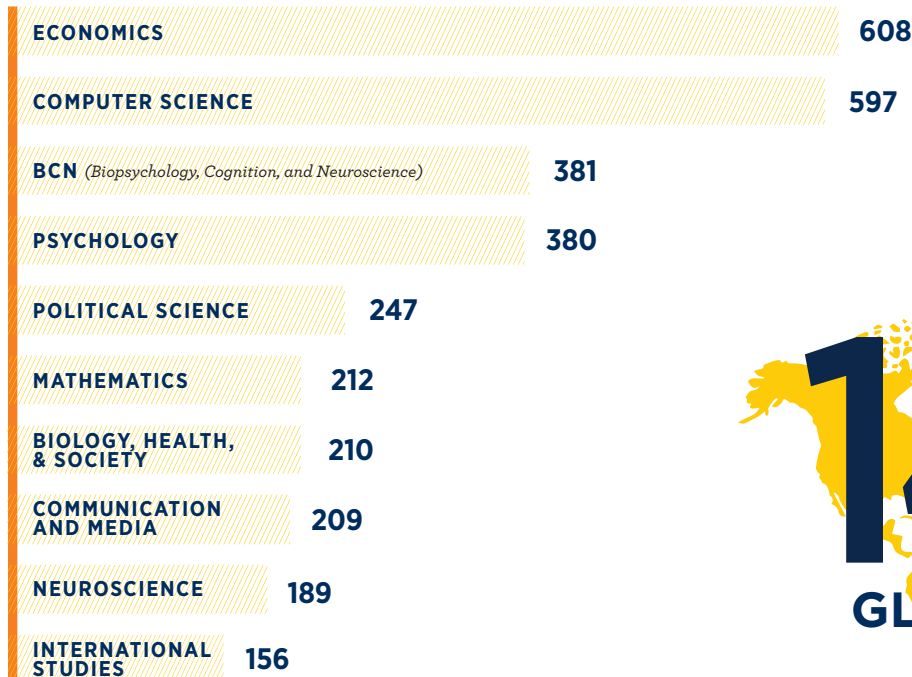 ECONOMICS 608
COMPUTER SCIENCE 597
BCN (Biopsychology, Cognition, and Neuroscience) 381
PSYCHOLOGY 380
POLITICAL SCIENCE 247
MATHEMATICS 212
BIOLOGY, HEALTH,
& SOCIETY 210
COMMUNICATION
AND MEDIA 209
NEUROSCIENCE 189
INTERNATIONAL
STUDIES 156
1
GL